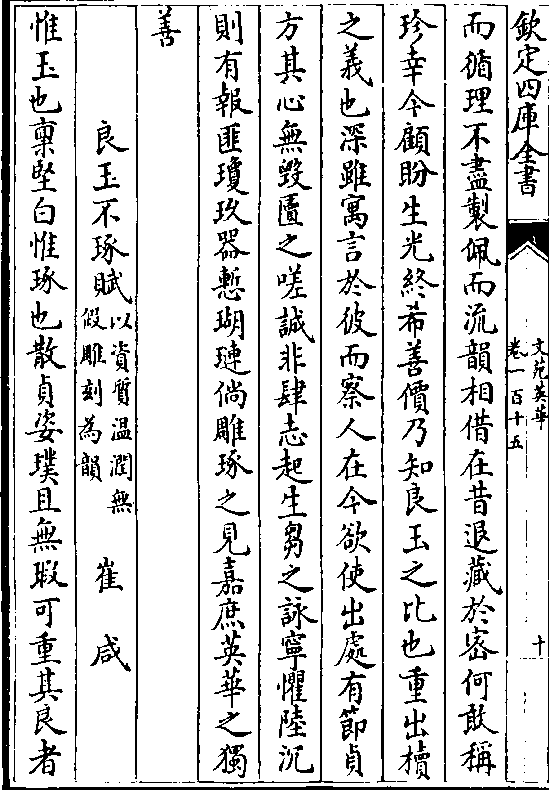 欽定四庫全書
文苑英華
卷一百十五
十
而循理不盡製佩而流韻相借在昔退藏於宻何敢稱
珍幸今顧盼生光終希善價乃知良玉之比也重出櫝
之義也深雖寓言於彼而察人在今欲使出處有節貞
方其心無毀匵之嗟誠非肆志起生芻之詠寧懼陸沉
則有報匪瓊玖器慙瑚璉倘雕琢之見嘉庶英華之獨
善
良玉不琢賦以資質温潤無
假雕刻為韻
崔咸
惟玉也稟堅白惟琢也散貞姿璞且無瑕可重其良者